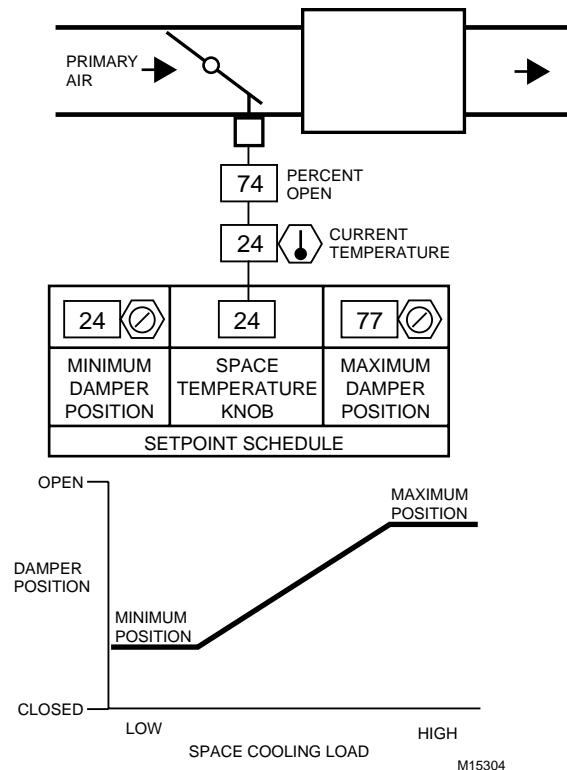 PRIMARY
AIR
74
PERCENT
OPEN
24
CURRENT
TEMPERATURE
24
24
77
MINIMUM
DAMPER
POSITION
SPACE
TEMPERATURE
KNOB
MAXIMUM
DAMPER
POSITION
SETPOINT SCHEDULE
OPEN
MAXIMUM
POSITION
DAMPER
POSITION
MINIMUM
POSITION
CLOSED
LOW
HIGH
SPACE COOLING LOAD
M15304